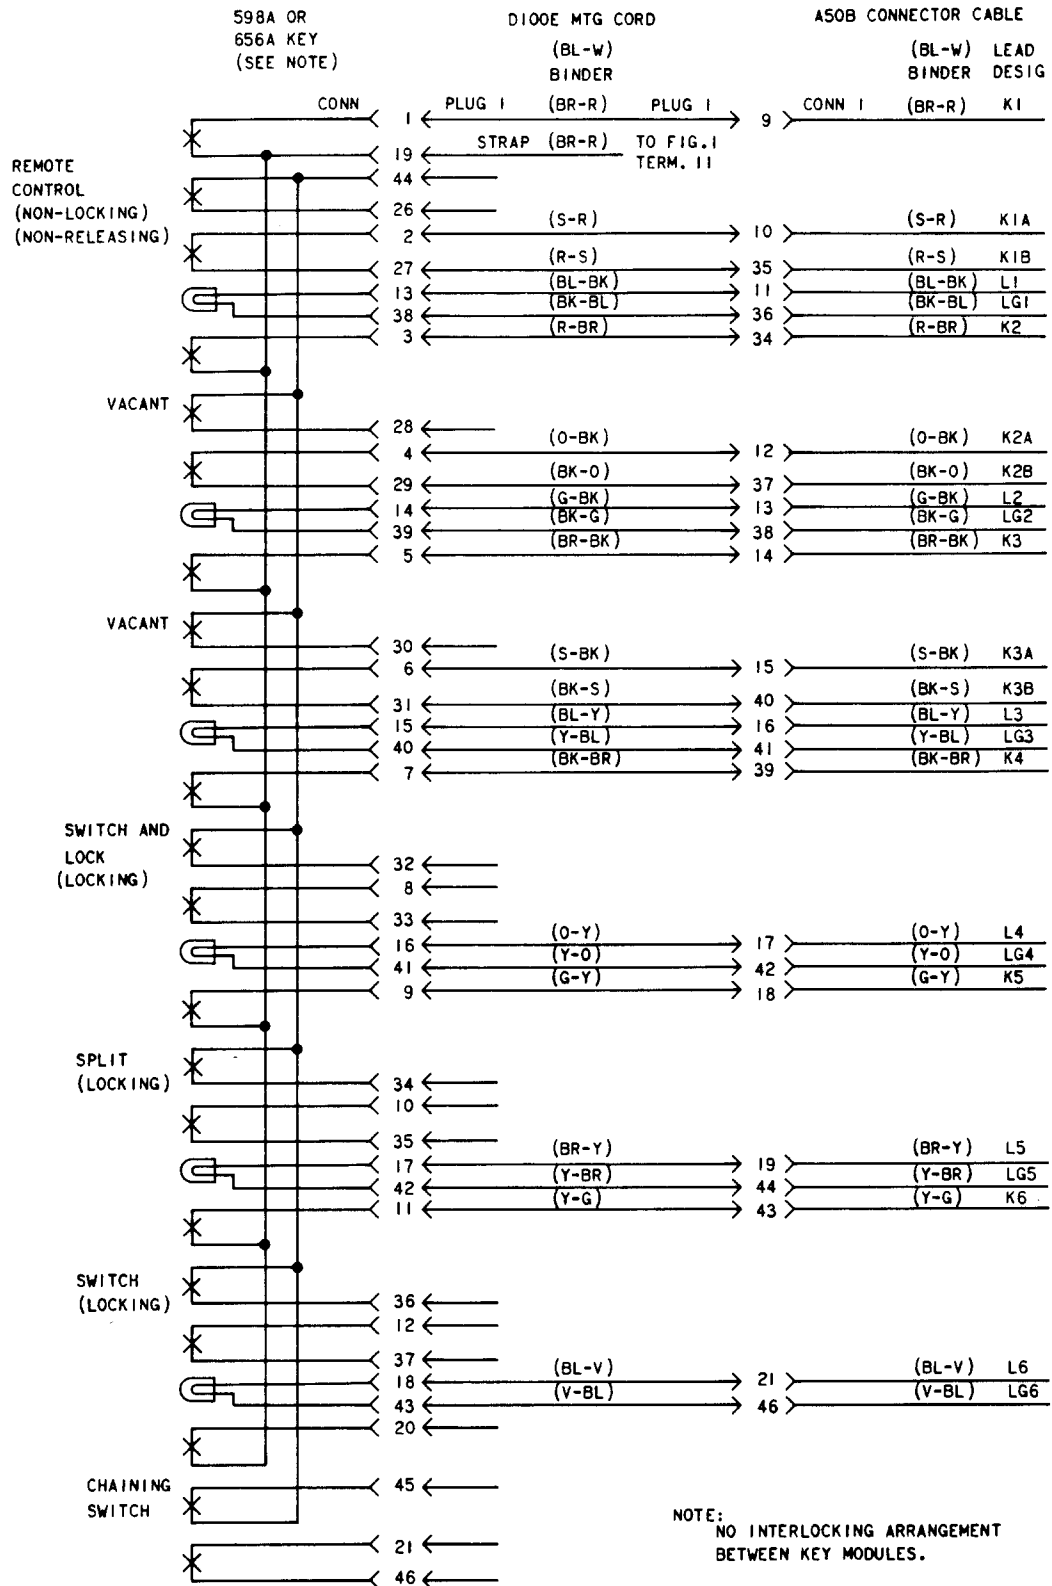 598A OR D100E MTG CORD A50B CONNECTOR CABLE
656A KEY (BL-W) (BL-W) LEAD
(SEE NOTE) BINDER BINDER DESIG
CONN 1 PLUG 1 (BR-R) PLUG 1 9 CONN 1 (BR-R) K1
19 STRAP (BR-R) TO FIG.1
TERM. 11
REMOTE
CONTROL
(NON-LOCKING)
(NON-RELEASING)
44
26
2 (S-R) 10 (S-R) K1A
27 (R-S) 35 (R-S) K1B
13 (BL-BK) 11 (BL-BK) L1
38 (BK-BL) 36 (BK-BL) LG1
3 (R-BR) 34 (R-BR) K2
VACANT
28
4 (O-BK) 12 (O-BK) K2A
29 (BK-O) 37 (BK-O) K2B
14 (G-BK) 13 (G-BK) L2
39 (BK-G) 38 (BK-G) LG2
5 (BR-BK) 14 (BR-BK) K3
VACANT
30
6 (S-BK) 15 (S-BK) K3A
31 (BK-S) 40 (BK-S) K3B
15 (BL-Y) 16 (BL-Y) L3
40 (Y-BL) 41 (Y-BL) LG3
7 (BK-BR) 39 (BK-BR) K4
SWITCH AND
LOCK
(LOCKING)
32
8
33
16 (O-Y) 17 (O-Y) L4
41 (Y-O) 42 (Y-O) LG4
9 (G-Y) 18 (G-Y) K5
SPLIT
(LOCKING)
34
10
35
17 (BR-Y) 19 (BR-Y) L5
42 (Y-BR) 44 (Y-BR) LG5
11 (Y-G) 43 (Y-G) K6
SWITCH
(LOCKING)
36
12
37
18 (BL-V) 21 (BL-V) L6
43 (V-BL) 46 (V-BL) LG6
20
CHAINING
SWITCH
45
21
46
NOTE:
NO INTERLOCKING ARRANGEMENT
BETWEEN KEY MODULES.